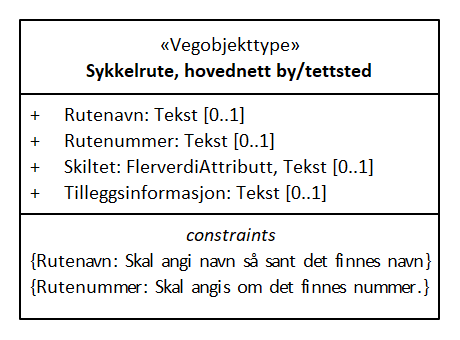 «Vegobjekttype»
Sykkelrute, hovednett by/tettsted
+ Rutenavn: Tekst [0..1]
+ Rutenummer: Tekst [0..1]
+ Skiltet: FlerverdiAttributt, Tekst [0..1]
+ Tilleggsinformasjon: Tekst [0..1]
constraints
{Rutenavn: Skal angi navn så sant det finnes navn}
{Rutenummer: Skal angis om det finnes nummer.}